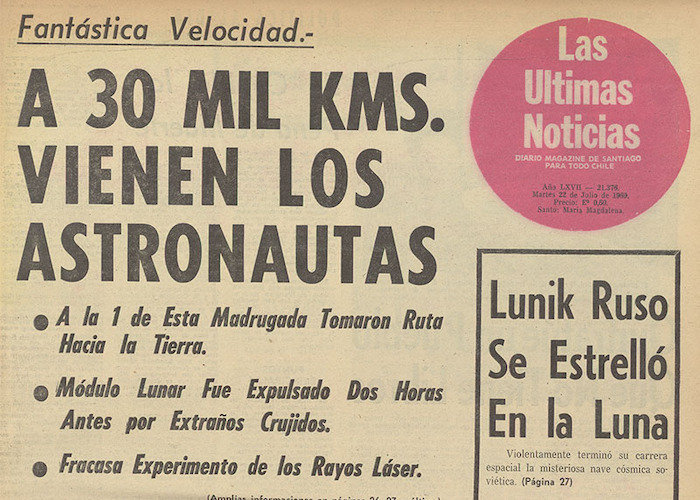 Fantástica Velocidad.-
A 30 MIL KMS.
VIENEN LOS
ASTRONAUTAS
● A la 1 de Esta Madrugada Tomaron Ruta
Hacia la Tierra.
● Módulo Lunar Fue Expulsado Dos Horas
Antes por Extraños Crujidos.
● Fracasa Experimento de los Rayos Láser.
Las
Ultimas
Noticias
DIARIO MAGAZINE DE SANTIAGO
PARA TODO CHILE
Año LXVII — 21.376.
Martes 22 de Julio de 1969.
Precio: Eº 0,60.
Santo: María Magdalena.
Lunik Ruso
Se Estrelló
En la Luna
Violentamente terminó su carrera
espacial la misteriosa nave cósmica so-
viética. (Página 27)